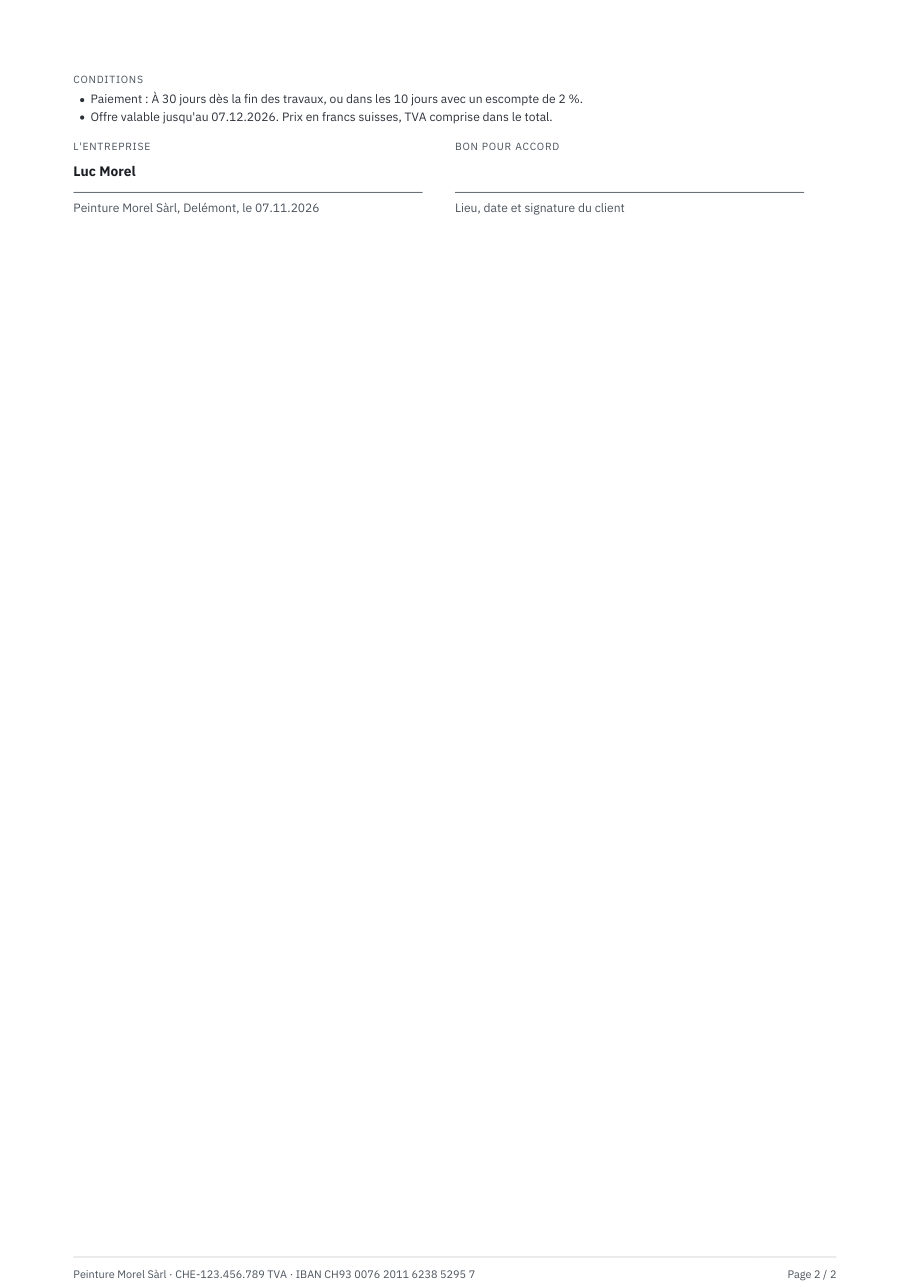 CONDITIONS
• Paiement : À 30 jours dès la fin des travaux, ou dans les 10 jours avec un escompte de 2 %.
• Offre valable jusqu'au 07.12.2026. Prix en francs suisses, TVA comprise dans le total.
L'ENTREPRISE
Luc Morel
Peinture Morel Sàrl, Delémont, le 07.11.2026
BON POUR ACCORD
Lieu, date et signature du client
Peinture Morel Sàrl · CHE-123.456.789 TVA · IBAN CH93 0076 2011 6238 5295 7
Page 2 / 2